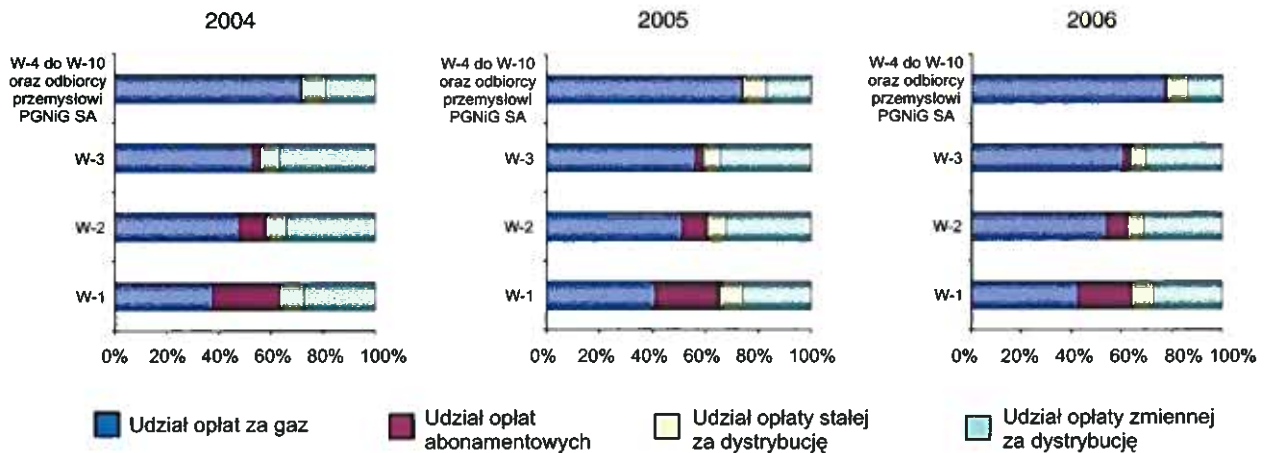 2004
W-4 do W-10
oraz odbiorcy
przemysłowi
PGNiG SA
W-3
W-2
W-1
0% 20% 40% 60% 80% 100%
2005
W-4 do W-10
oraz odbiorcy
przemysłowi
PGNiG SA
W-3
W-2
W-1
0% 20% 40% 60% 80% 100%
2006
W-4 do W-10
oraz odbiorcy
przemysłowi
PGNiG SA
W-3
W-2
W-1
0% 20% 40% 60% 80% 100%
Udział opłat za gaz
Udział opłat
abonamentowych
Udział opłaty stałej
za dystrybucję
Udział opłaty zmiennej
za dystrybucję